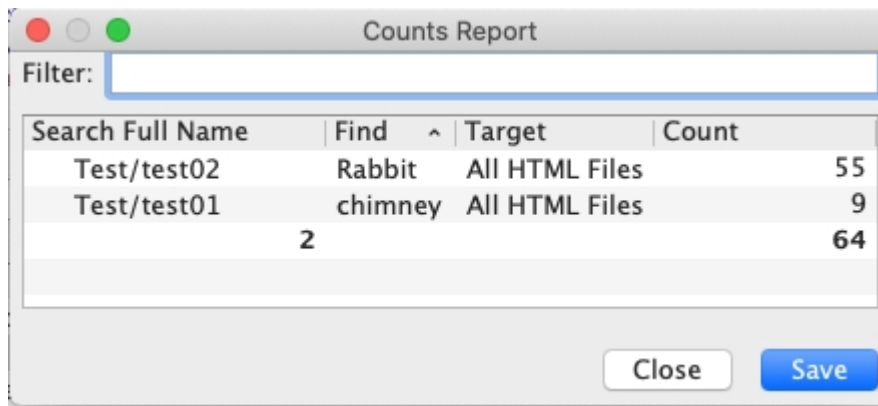 Counts Report
Filter:
Search Full Name Find Target Count
Test/test02 Rabbit All HTML Files 55
Test/test01 chimney All HTML Files 9
2 64
Close Save